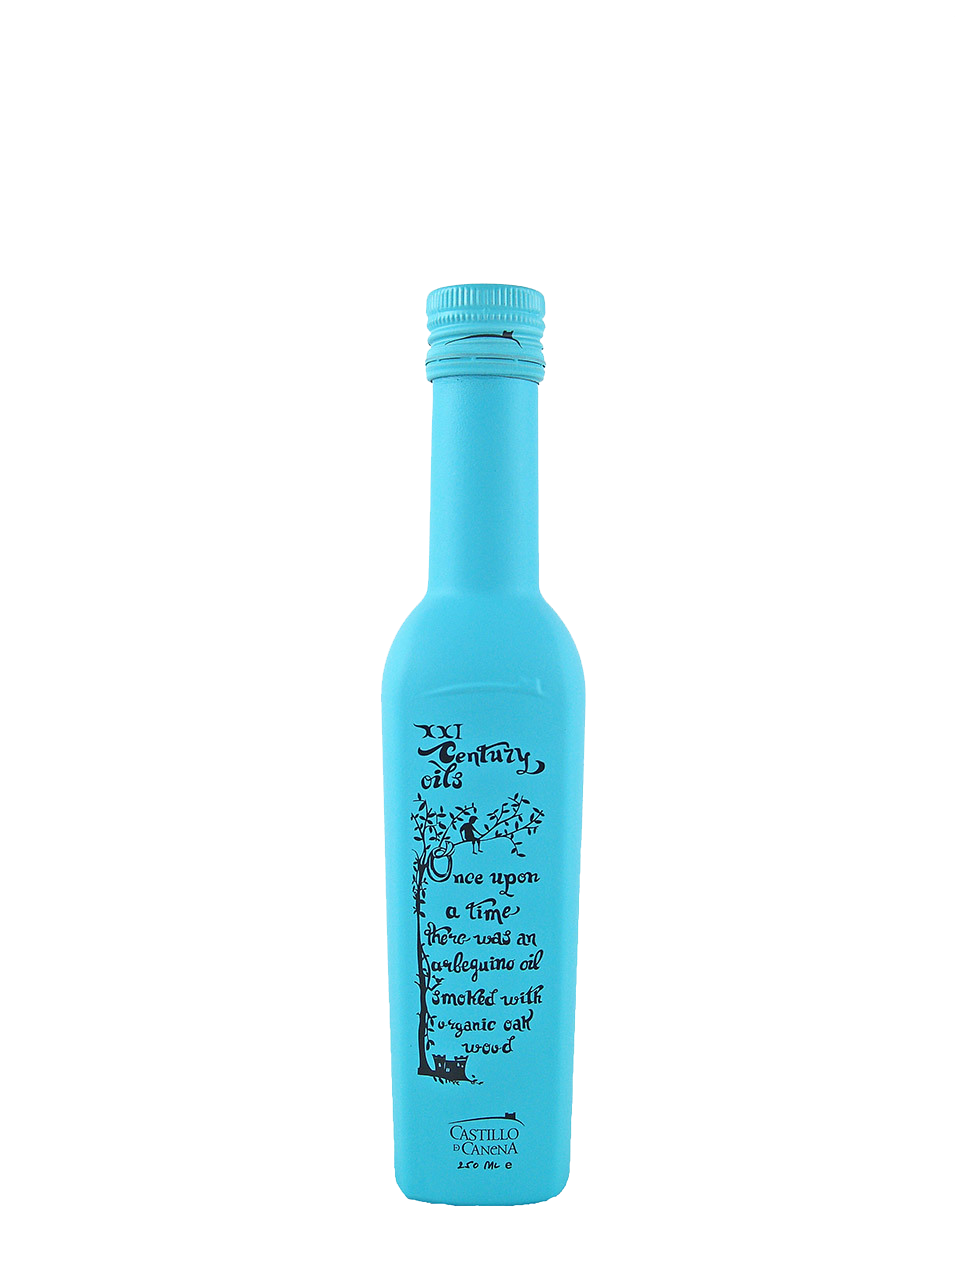 XXI
Century
oils
Once upon
a time
there was an
arbequino oil
smoked with
organic oak
wood
CASTILLO
D CANENA
250 ML e